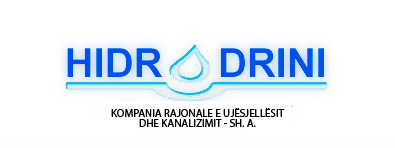 HIDRODRINI
KOMPANIA RAJONALE E UJËSJELLËSIT
DHE KANALIZIMIT - SH. A.